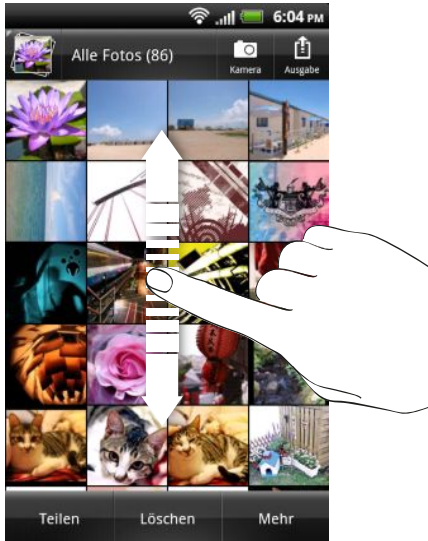 6:04 PM
Alle Fotos (86)
Kamera
Ausgabe
Teilen
Löschen
Mehr